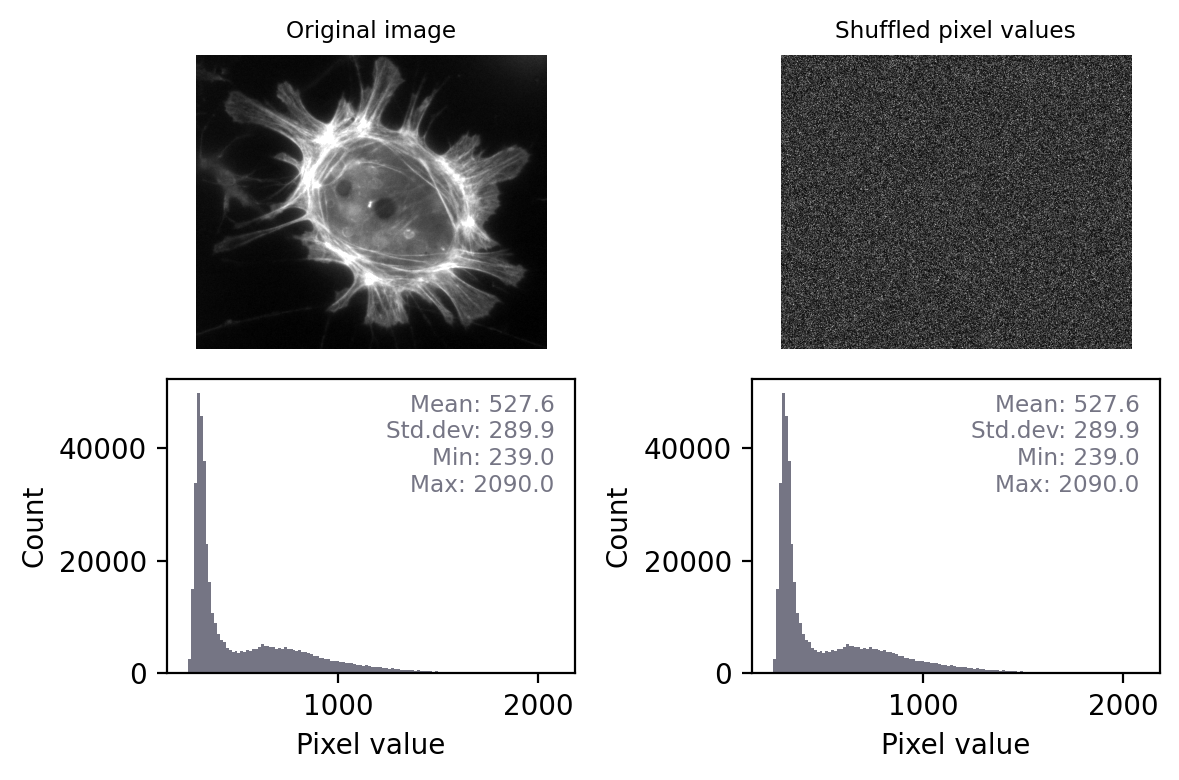 Original image
Shuffled pixel values
Mean: 527.6
Std.dev: 289.9
Min: 239.0
Max: 2090.0
Count
40000
20000
0
1000
2000
Pixel value
Mean: 527.6
Std.dev: 289.9
Min: 239.0
Max: 2090.0
Count
40000
20000
0
1000
2000
Pixel value